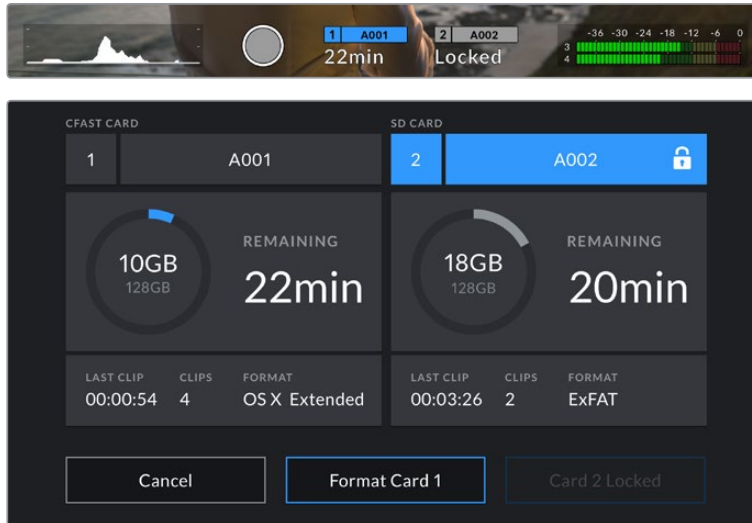 1 A001 2 A002 -36 -30 -24 -18 -12 -6 0
22min Locked 3
4
CFAST CARD SD CARD
1 A001 2 A002
10GB
128GB
REMAINING
22min
18GB
128GB
REMAINING
20min
LAST CLIP CLIPS FORMAT
00:00:54 4 OS X Extended
LAST CLIP CLIPS FORMAT
00:03:26 2 ExFAT
Cancel Format Card 1 Card 2 Locked